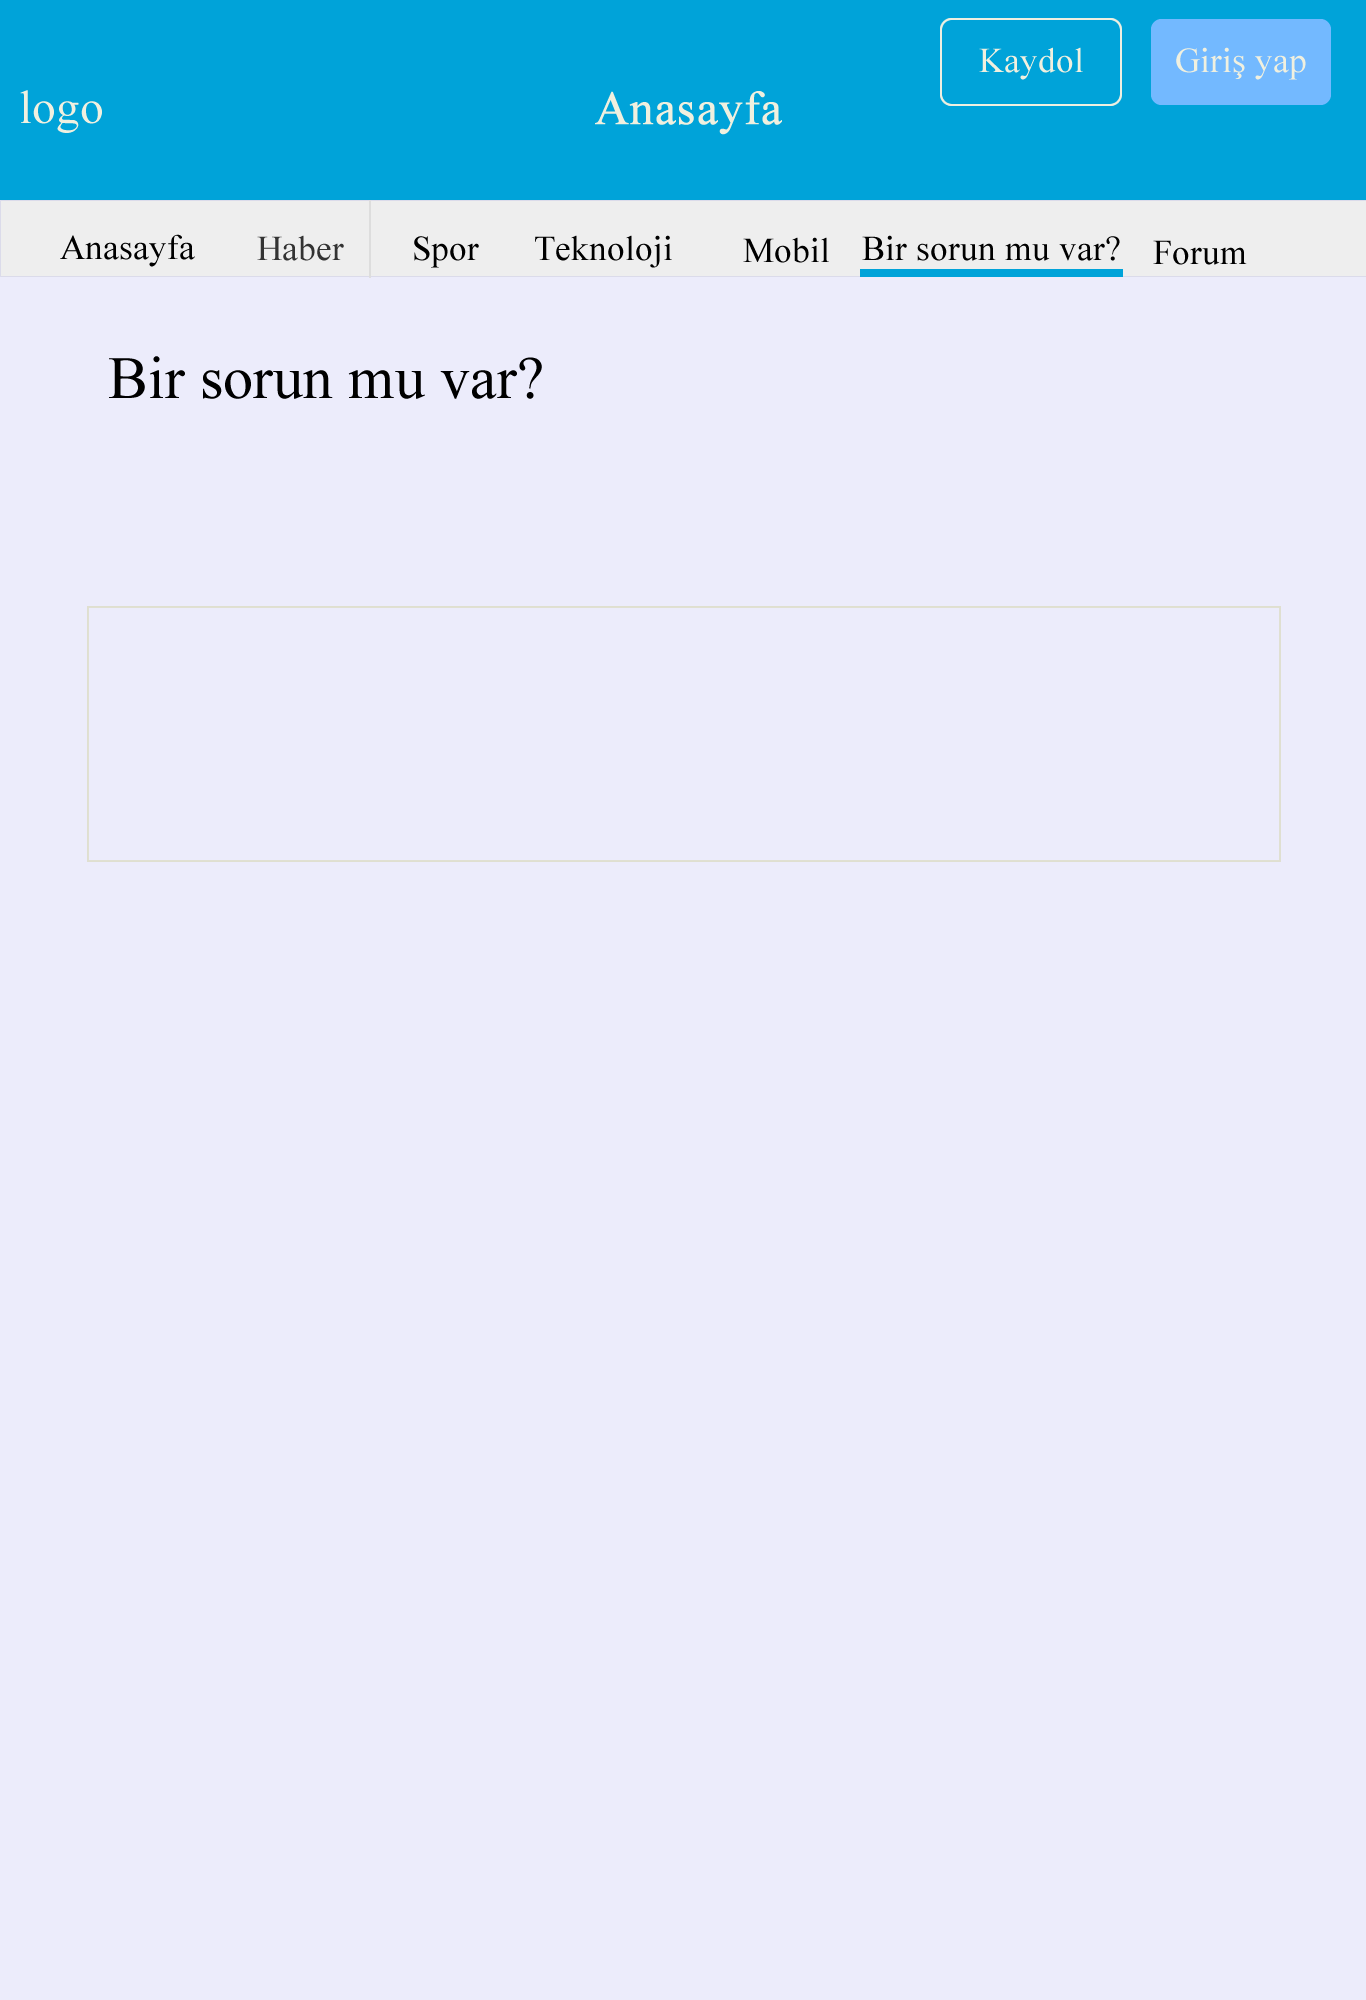 Kaydol
Giriş yap
logo
Anasayfa
Anasayfa
Haber
Spor
Teknoloji
Mobil
Bir sorun mu var?
Forum
Bir sorun mu var?